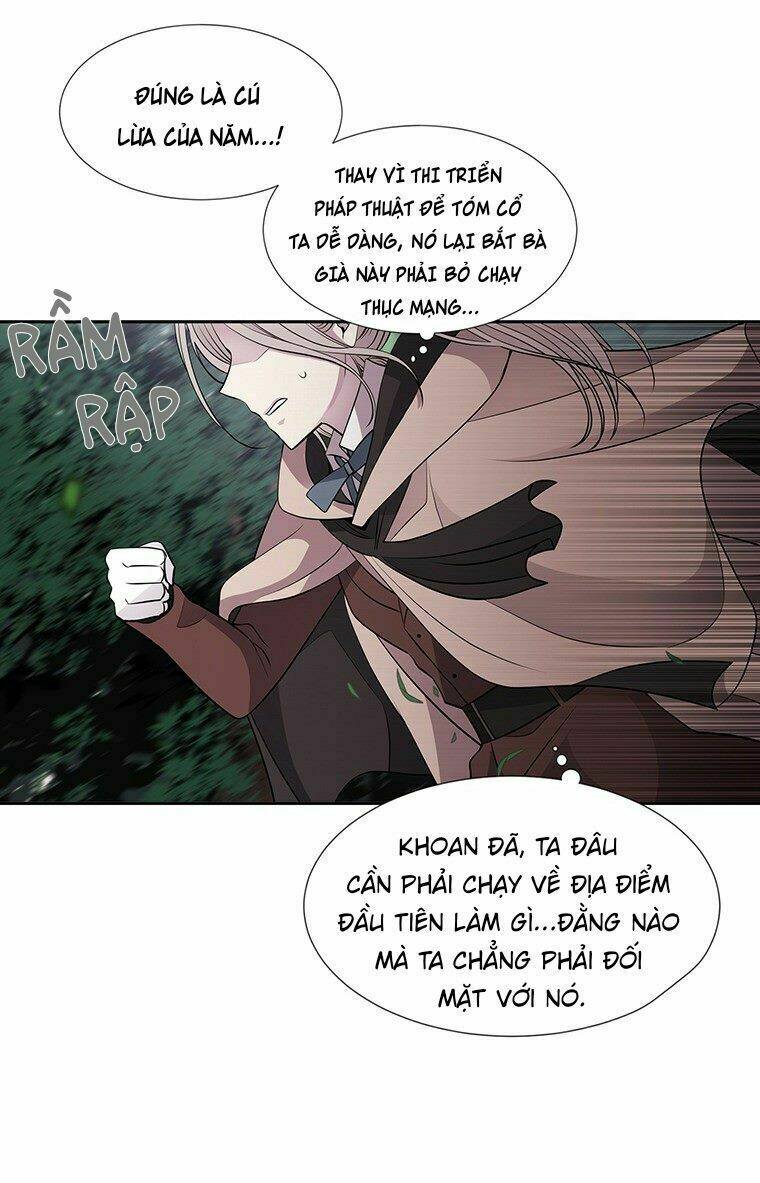 ĐÚNG LÀ CÚ
LỪA CỦA NĂM...!
THAY VÌ THI TRIỂN
PHÁP THUẬT ĐỂ TÓM CỔ
TA DỄ DÀNG, NÓ LẠI BẮT BÀ
GIÀ NÀY PHẢI BỎ CHẠY
THỤC MẠNG...
RẦM
RẬP
KHOAN ĐÃ, TA ĐÂU
CẦN PHẢI CHẠY VỀ ĐỊA ĐIỂM
ĐẦU TIÊN LÀM GÌ...ĐẰNG NÀO
MÀ TA CHẲNG PHẢI ĐỐI
MẶT VỚI NÓ.